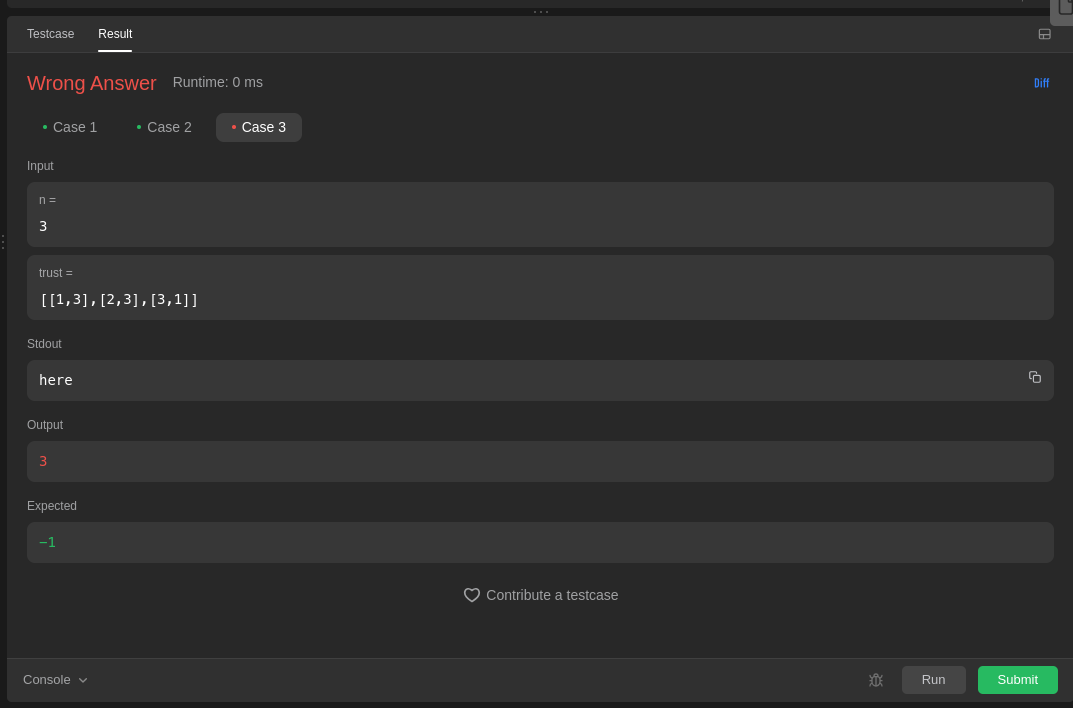 Testcase Result
Wrong Answer Runtime: 0 ms Diff
Case 1 Case 2 Case 3
Input
n =
3
trust =
[[1,3],[2,3],[3,1]]
Stdout
here
Output
3
Expected
−1
Contribute a testcase
Console Run Submit